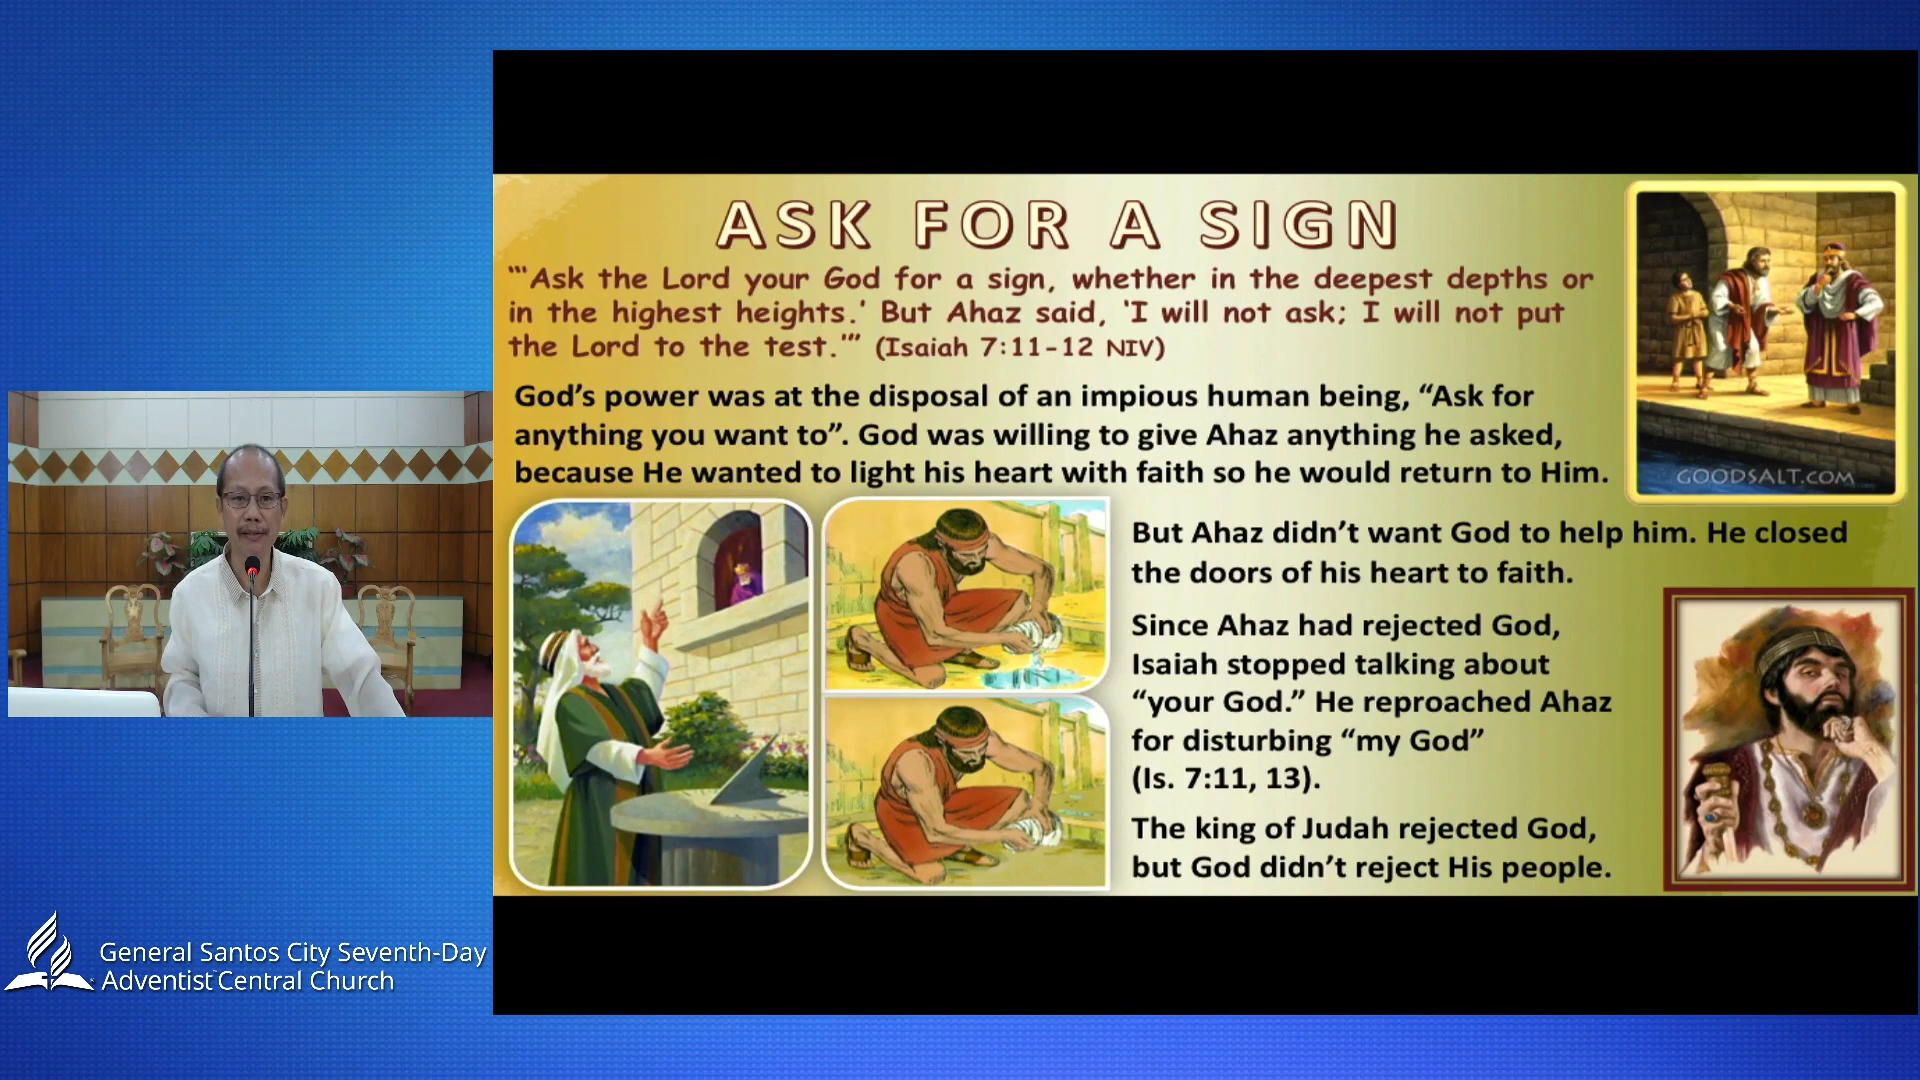 ASK FOR A SIGN
“‘Ask the Lord your God for a sign, whether in the deepest depths or
in the highest heights.’ But Ahaz said, ‘I will not ask; I will not put
the Lord to the test.’” (Isaiah 7:11-12 NIV)
God’s power was at the disposal of an impious human being, “Ask for
anything you want to”. God was willing to give Ahaz anything he asked,
because He wanted to light his heart with faith so he would return to Him.
GOODSALT.COM
But Ahaz didn’t want God to help him. He closed
the doors of his heart to faith.
Since Ahaz had rejected God,
Isaiah stopped talking about
“your God.” He reproached Ahaz
for disturbing “my God”
(Is. 7:11, 13).
The king of Judah rejected God,
but God didn’t reject His people.
General Santos City Seventh-Day
Adventist Central Church